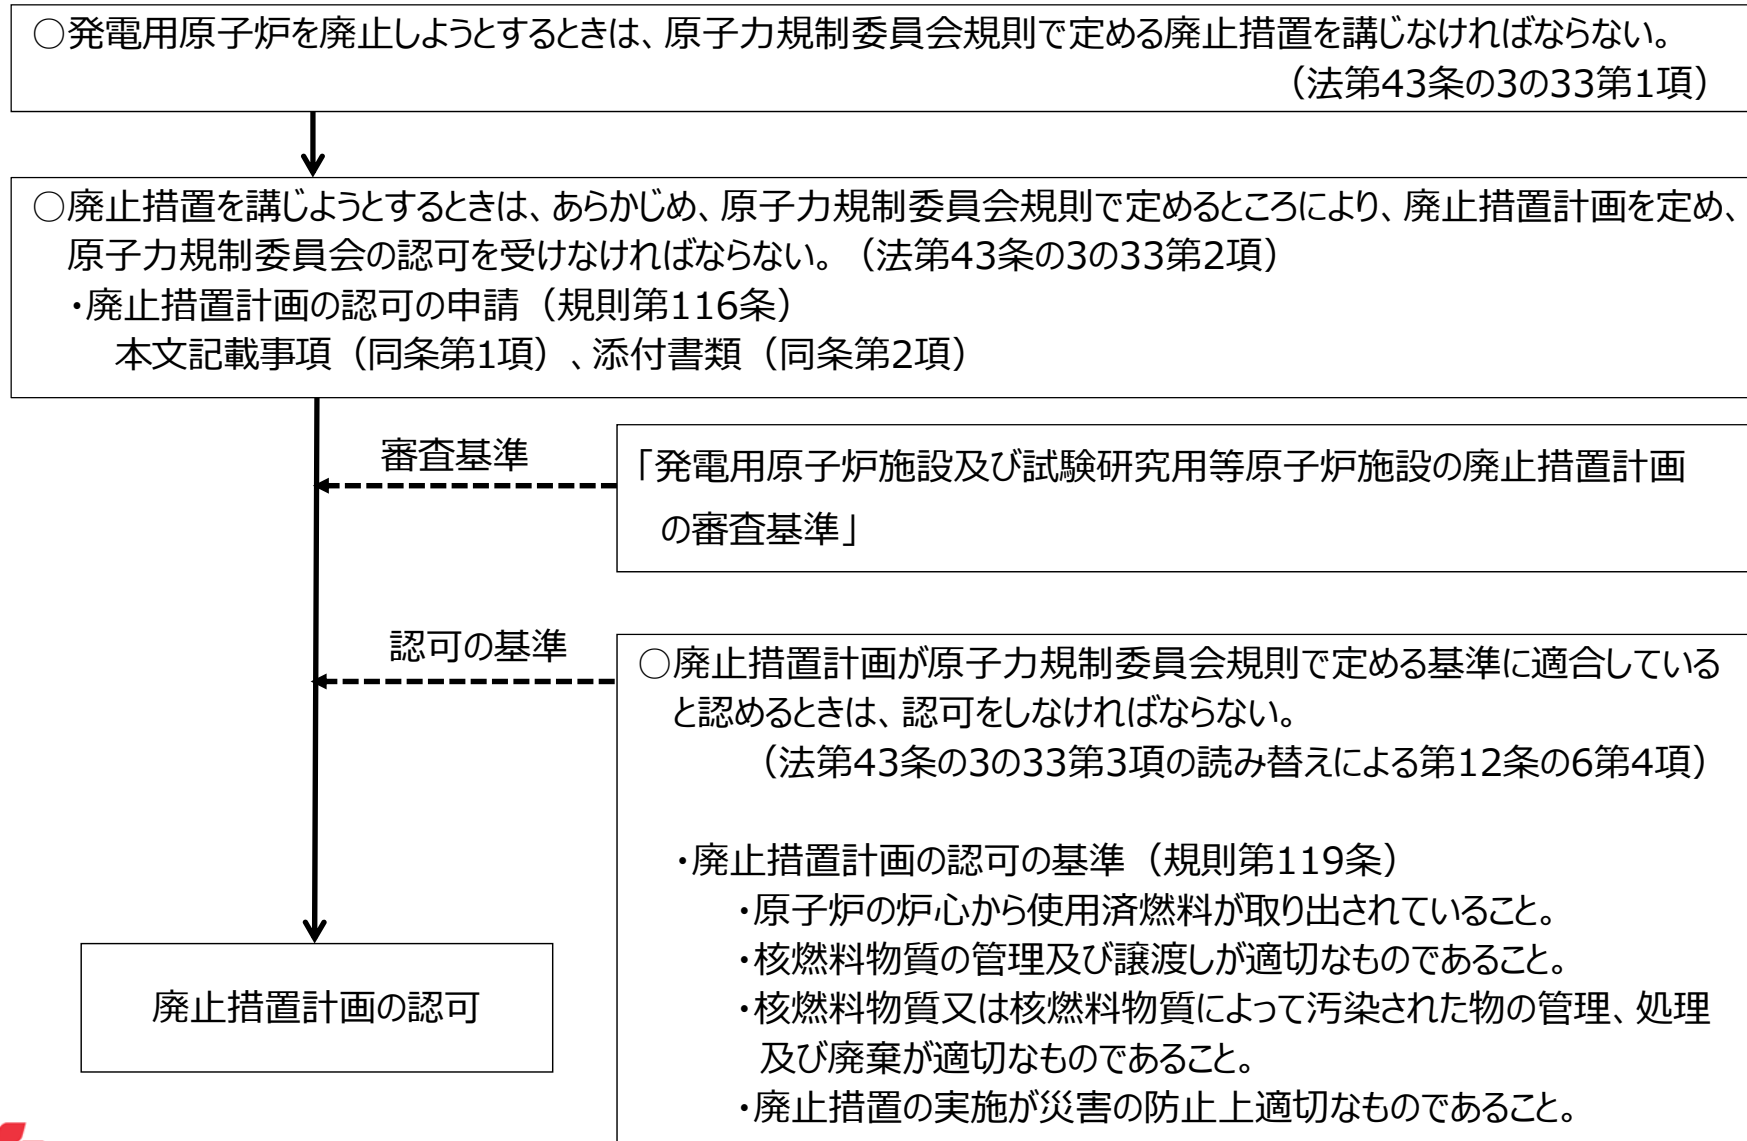 ○発電用原子炉を廃止しようとするときは、原子力規制委員会規則で定める廃止措置を講じなければならない。
（法第43条の3の33第1項）
○廃止措置を講じようとするときは、あらかじめ、原子力規制委員会規則で定めるところにより、廃止措置計画を定め、
原子力規制委員会の認可を受けなければならない。（法第43条の3の33第2項）
・廃止措置計画の認可の申請（規則第116条）
本文記載事項（同条第1項）、添付書類（同条第2項）
審査基準
「発電用原子炉施設及び試験研究用等原子炉施設の廃止措置計画
の審査基準」
認可の基準
○廃止措置計画が原子力規制委員会規則で定める基準に適合している
と認めるときは、認可をしなければならない。
（法第43条の3の33第3項の読み替えによる第12条の6第4項）
・廃止措置計画の認可の基準（規則第119条）
・原子炉の炉心から使用済燃料が取り出されていること。
・核燃料物質の管理及び譲渡しが適切なものであること。
・核燃料物質又は核燃料物質によって汚染された物の管理、処理
及び廃棄が適切なものであること。
・廃止措置の実施が災害の防止上適切なものであること。
廃止措置計画の認可